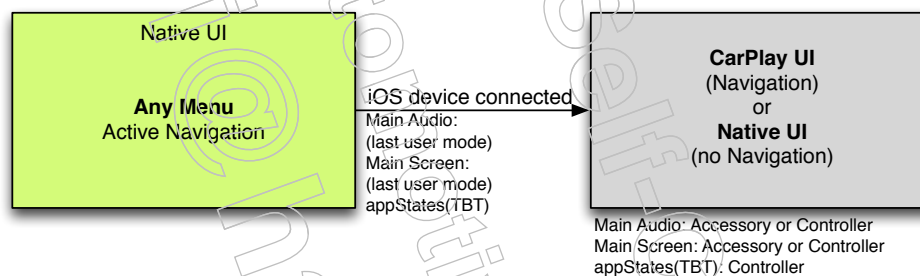 Native UI
Any Menu
Active Navigation
iOS device connected
Main Audio:
(last user mode)
Main Screen:
(last user mode)
appStates(TBT)
CarPlay UI
(Navigation)
or
Native UI
(no Navigation)
Main Audio: Accessory or Controller
Main Screen: Accessory or Controller
appStates(TBT): Controller